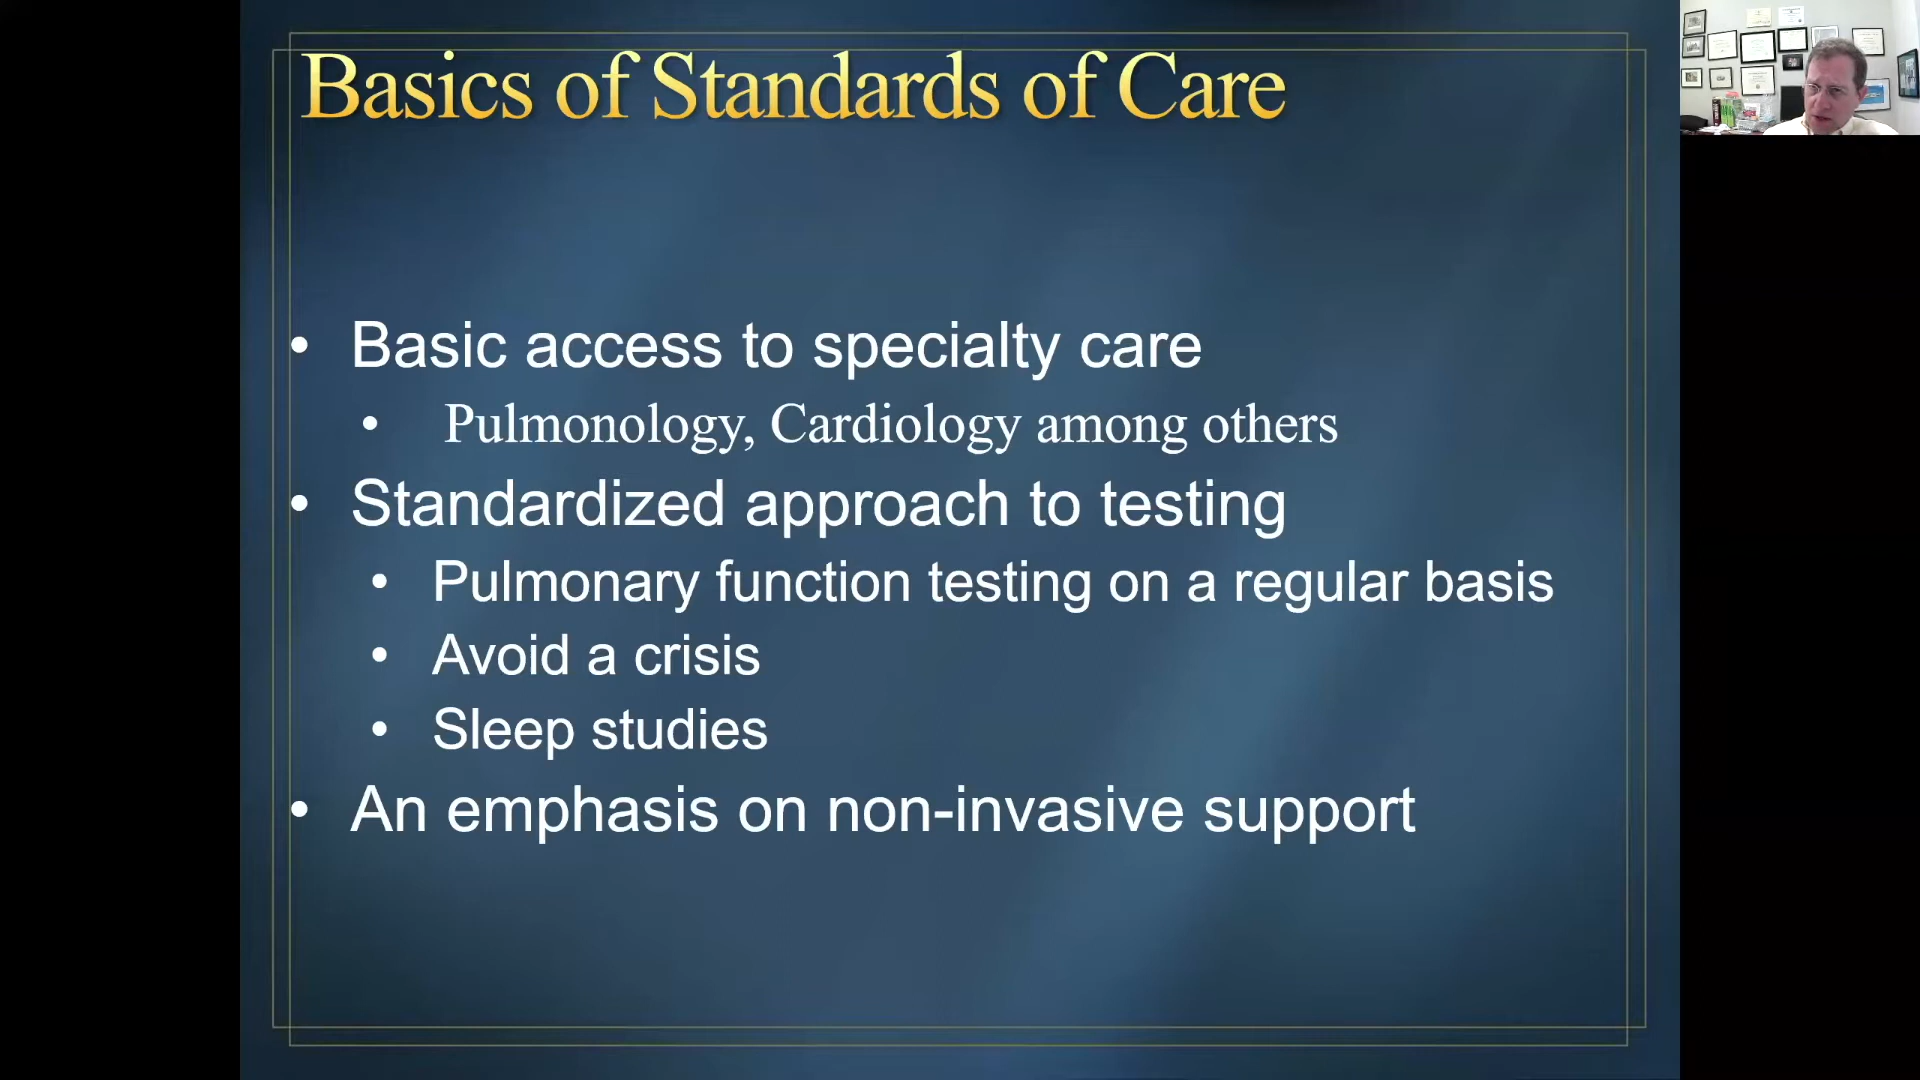 Basics of Standards of Care
• Basic access to specialty care
• Pulmonology, Cardiology among others
• Standardized approach to testing
• Pulmonary function testing on a regular basis
• Avoid a crisis
• Sleep studies
• An emphasis on non-invasive support